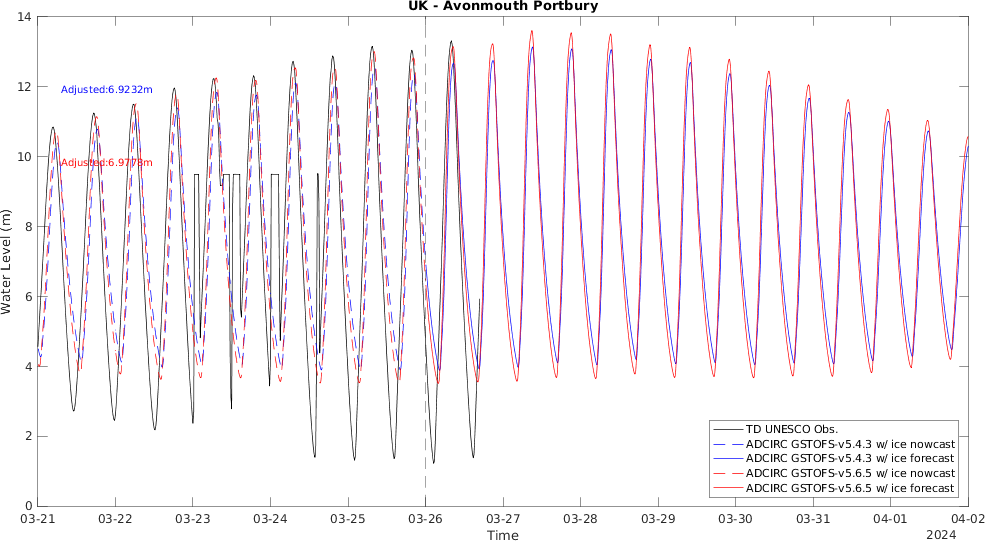 UK - Avonmouth Portbury
14
12
10
8
6
4
2
0
Water Level (m)
Adjusted:6.9232m
Adjusted:6.9773m
TD UNESCO Obs.
ADCIRC GSTOFS-v5.4.3 w/ ice nowcast
ADCIRC GSTOFS-v5.4.3 w/ ice forecast
ADCIRC GSTOFS-v5.6.5 w/ ice nowcast
ADCIRC GSTOFS-v5.6.5 w/ ice forecast
03-21 03-22 03-23 03-24 03-25 03-26 03-27 03-28 03-29 03-30 03-31 04-01 04-02
Time
2024